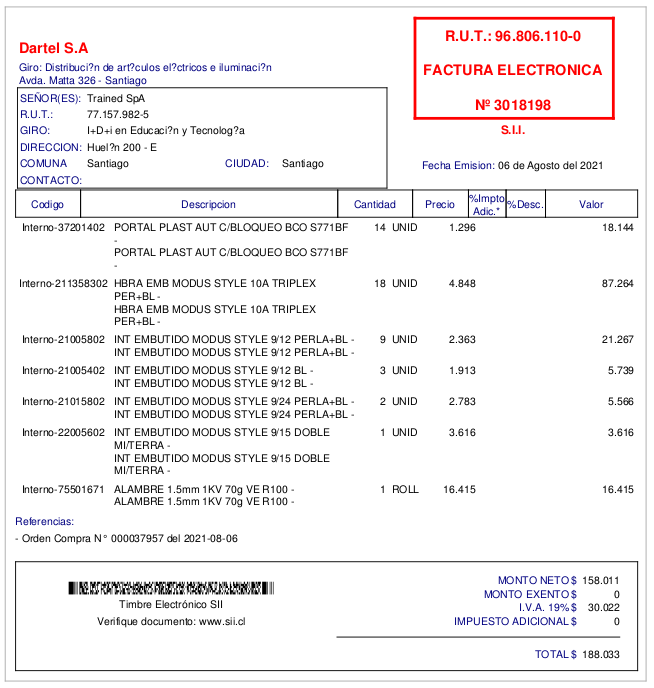 Dartel S.A
Giro: Distribuci?n de art?culos el?ctricos e iluminaci?n
Avda. Matta 326 - Santiago
R.U.T.: 96.806.110-0
FACTURA ELECTRONICA
Nº 3018198
S.I.I.
SEÑOR(ES): Trained SpA
R.U.T.: 77.157.982-5
GIRO: I+D+i en Educaci?n y Tecnolog?a
DIRECCION: Huel?n 200 - E
COMUNA Santiago CIUDAD: Santiago
CONTACTO:
Fecha Emision: 06 de Agosto del 2021
Codigo Descripcion Cantidad Precio %Impto Adic.* %Desc. Valor
Interno-37201402 PORTAL PLAST AUT C/BLOQUEO BCO S771BF 14 UNID 1.296 18.144
-
PORTAL PLAST AUT C/BLOQUEO BCO S771BF
-
Interno-211358302 HBRA EMB MODUS STYLE 10A TRIPLEX 18 UNID 4.848 87.264
PER+BL -
HBRA EMB MODUS STYLE 10A TRIPLEX
PER+BL -
Interno-21005802 INT EMBUTIDO MODUS STYLE 9/12 PERLA+BL - 9 UNID 2.363 21.267
INT EMBUTIDO MODUS STYLE 9/12 PERLA+BL -
Interno-21005402 INT EMBUTIDO MODUS STYLE 9/12 BL - 3 UNID 1.913 5.739
INT EMBUTIDO MODUS STYLE 9/12 BL -
Interno-21015802 INT EMBUTIDO MODUS STYLE 9/24 PERLA+BL - 2 UNID 2.783 5.566
INT EMBUTIDO MODUS STYLE 9/24 PERLA+BL -
Interno-22005602 INT EMBUTIDO MODUS STYLE 9/15 DOBLE 1 UNID 3.616 3.616
MI/TERRA -
INT EMBUTIDO MODUS STYLE 9/15 DOBLE
MI/TERRA -
Interno-75501671 ALAMBRE 1.5mm 1KV 70g VE R100 - 1 ROLL 16.415 16.415
ALAMBRE 1.5mm 1KV 70g VE R100 -
Referencias:
- Orden Compra N° 000037957 del 2021-08-06
Timbre Electrónico SII
Verifique documento: www.sii.cl
MONTO NETO $ 158.011
MONTO EXENTO $ 0
I.V.A. 19% $ 30.022
IMPUESTO ADICIONAL $ 0
TOTAL $ 188.033